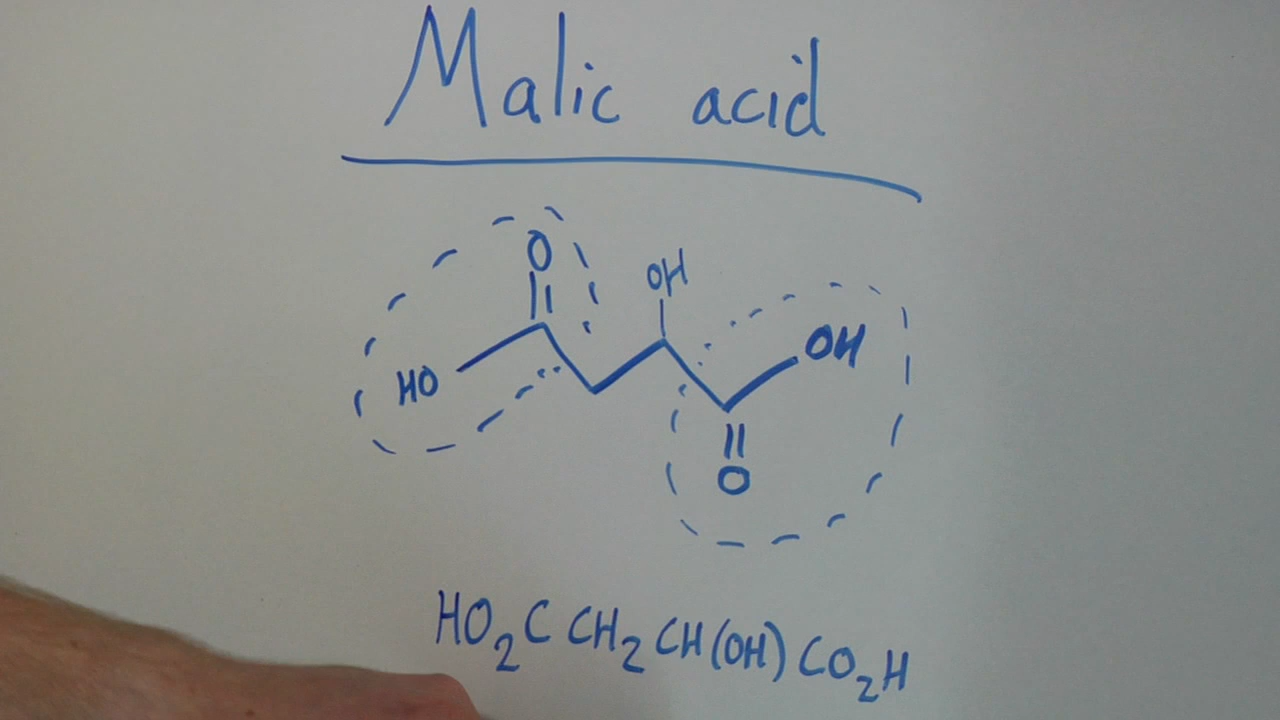 Malic acid
O
OH
HO
OH
O
HO₂C CH₂ CH(OH) CO₂H